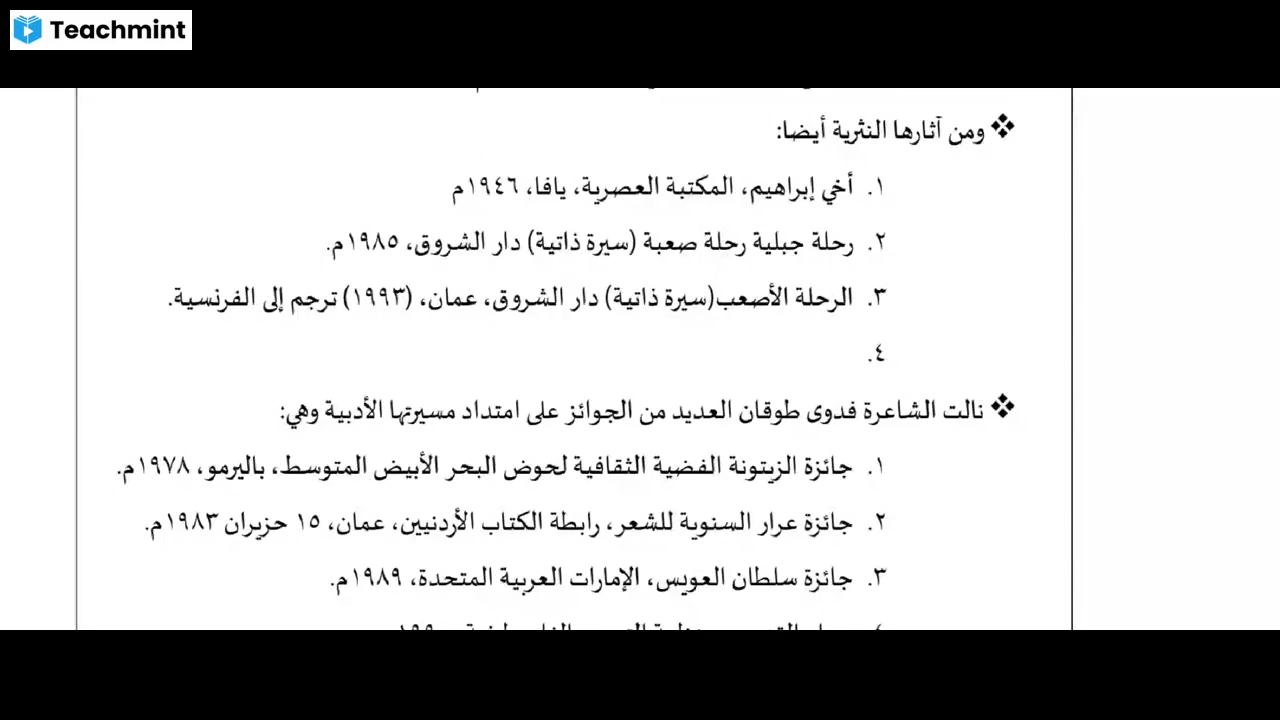 Teachmint
❖ ومن آثارها النثرية أيضا:
١. أخي إبراهيم، المكتبة العصرية، يافا، ١٩٤٦م
٢. رحلة جبلية رحلة صعبة (سيرة ذاتية) دار الشروق، ١٩٨٥م.
٣. الرحلة الأصعب(سيرة ذاتية) دار الشروق، عمان، (١٩٩٣) ترجم إلى الفرنسية.
٤.
❖ نالت الشاعرة فدوى طوقان العديد من الجوائز على امتداد مسيرتها الأدبية وهي:
١. جائزة الزيتونة الفضية الثقافية لحوض البحر الأبيض المتوسط، باليرمو، ١٩٧٨م.
٢. جائزة عرار السنوية للشعر، رابطة الكتاب الأردنيين، عمان، ١٥ حزيران ١٩٨٣م.
٣. جائزة سلطان العويس، الإمارات العربية المتحدة، ١٩٨٩م.